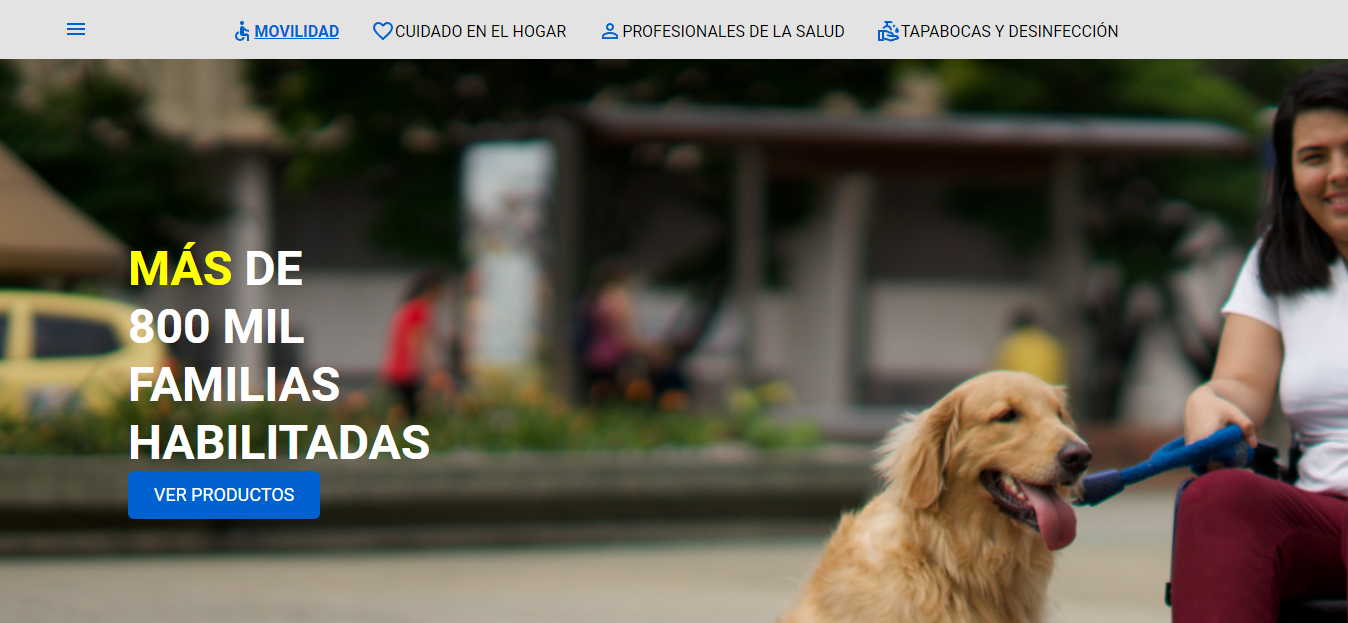 MOVILIDAD CUIDADO EN EL HOGAR PROFESIONALES DE LA SALUD TAPABOCAS Y DESINFECCIÓN
MÁS DE
800 MIL
FAMILIAS
HABILITADAS
VER PRODUCTOS